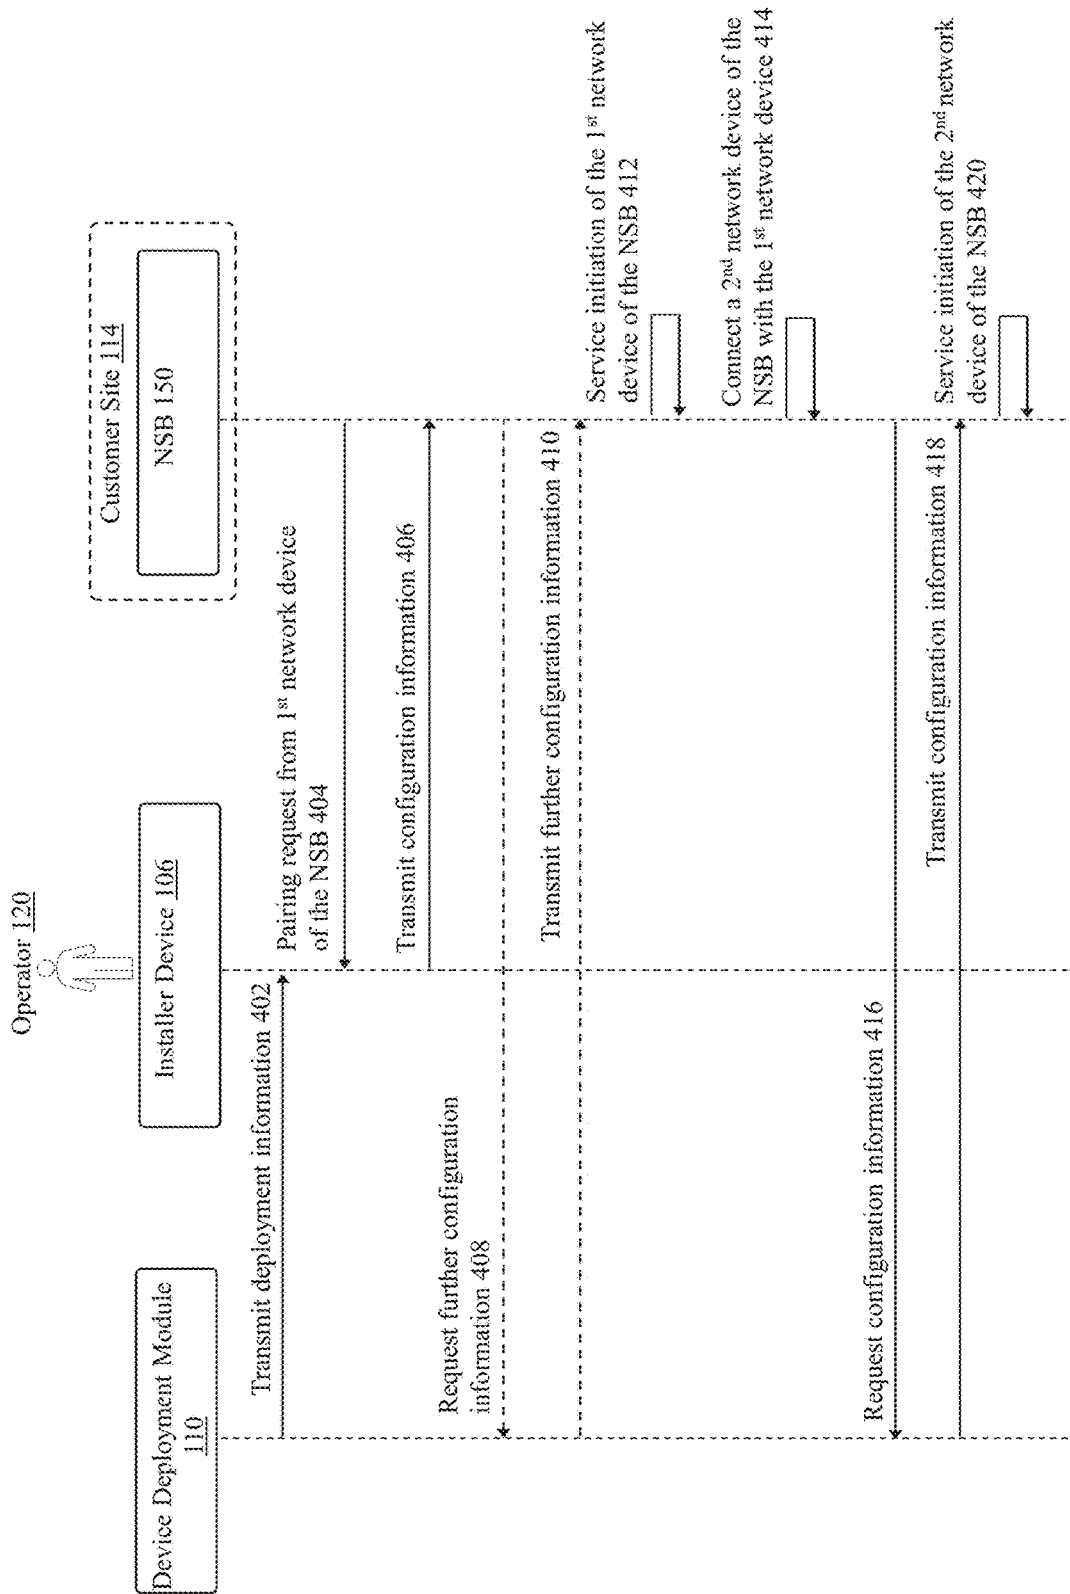 Operator 120
Device Deployment Module
110
Installer Device 106
Customer Site 114
NSB 150
Transmit deployment information 402
Pairing request from 1st network device
of the NSB 404
Transmit configuration information 406
Request further configuration
information 408
Transmit further configuration information 410
Service initiation of the 1st network
device of the NSB 412
Connect a 2nd network device of the
NSB with the 1st network device 414
Request configuration information 416
Transmit configuration information 418
Service initiation of the 2nd network
device of the NSB 420